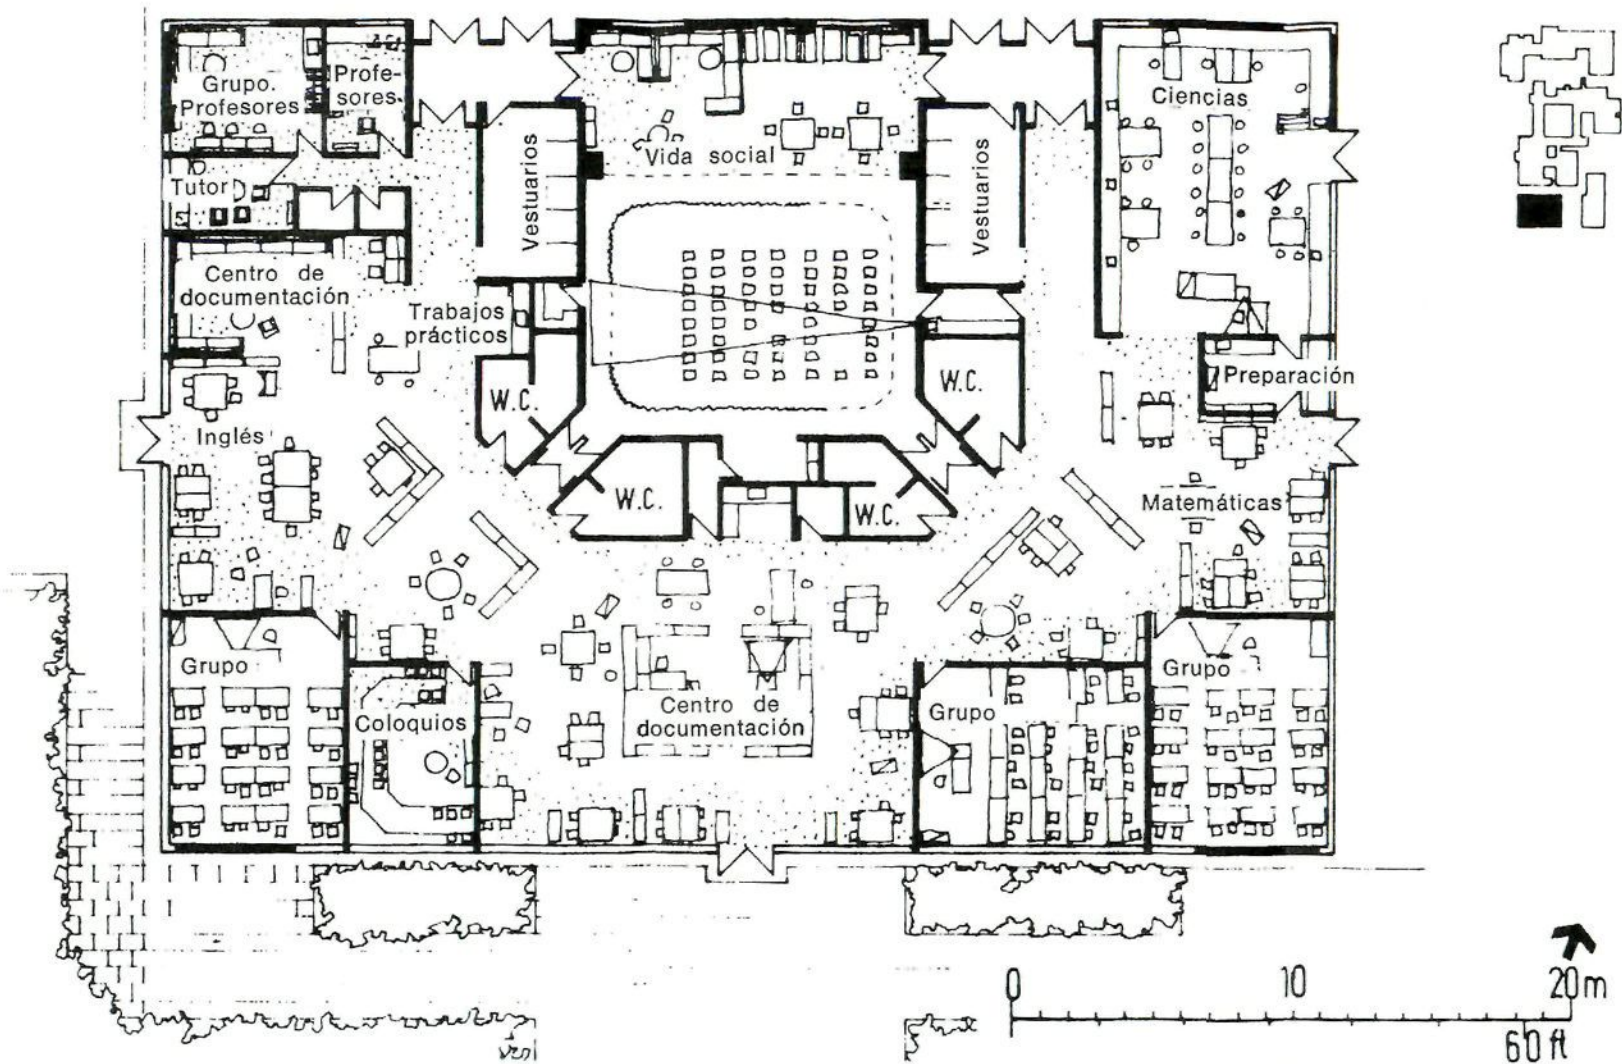 Grupo.
Profesores
Profe-
sores
Ciencias
Vida social
Tutor
Vestuarios
Vestuarios
Centro de
documentación
Trabajos
prácticos
Preparación
W.C.
W.C.
Inglés
W.C.
W.C.
Matemáticas
Grupo
Grupo
Coloquios
Centro de
documentación
Grupo
0
10
20m
60 ft